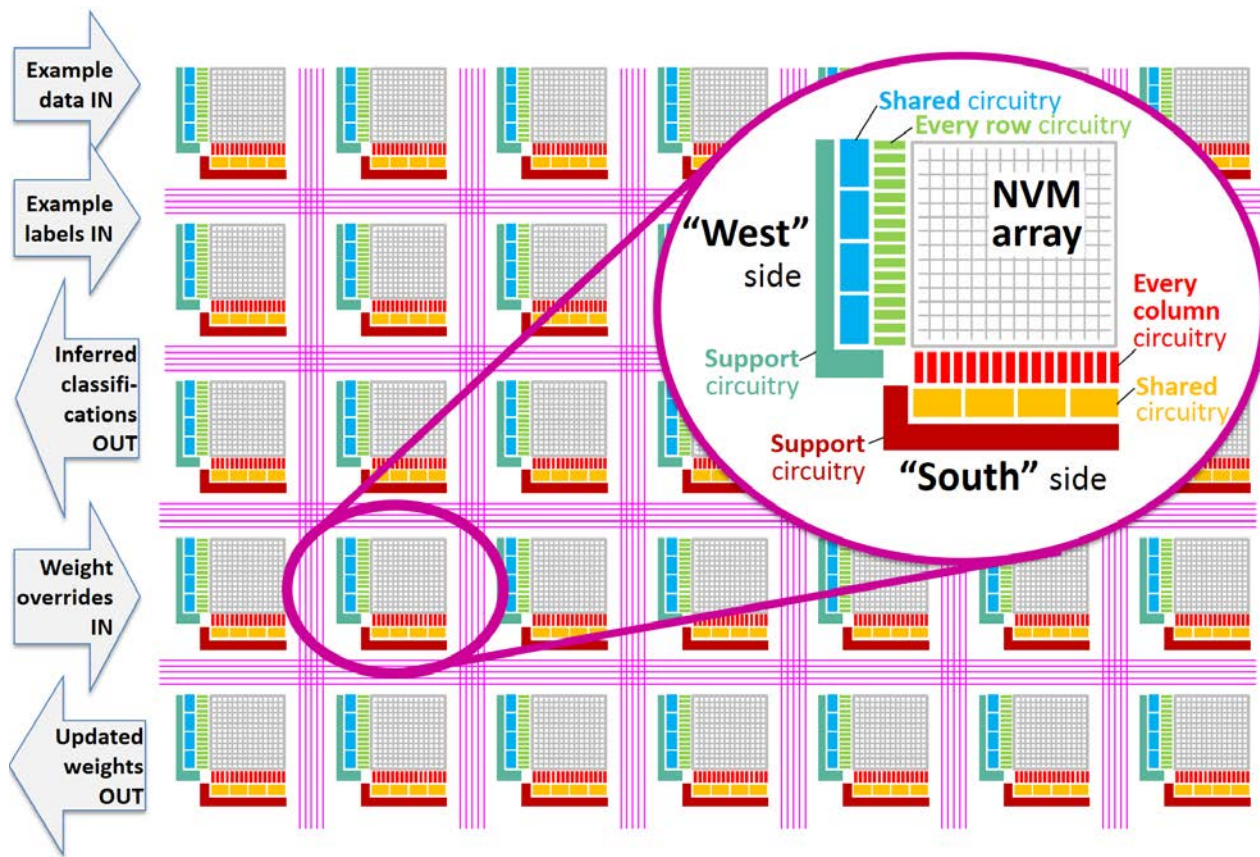 Example
data IN
Example
labels IN
Inferred
classifi-
cations
OUT
Weight
overrides
IN
Updated
weights
OUT
Shared circuitry
Every row circuitry
NVM
array
“West”
side
Every
column
circuitry
Support
circuitry
Shared
circuitry
Support
circuitry
“South” side